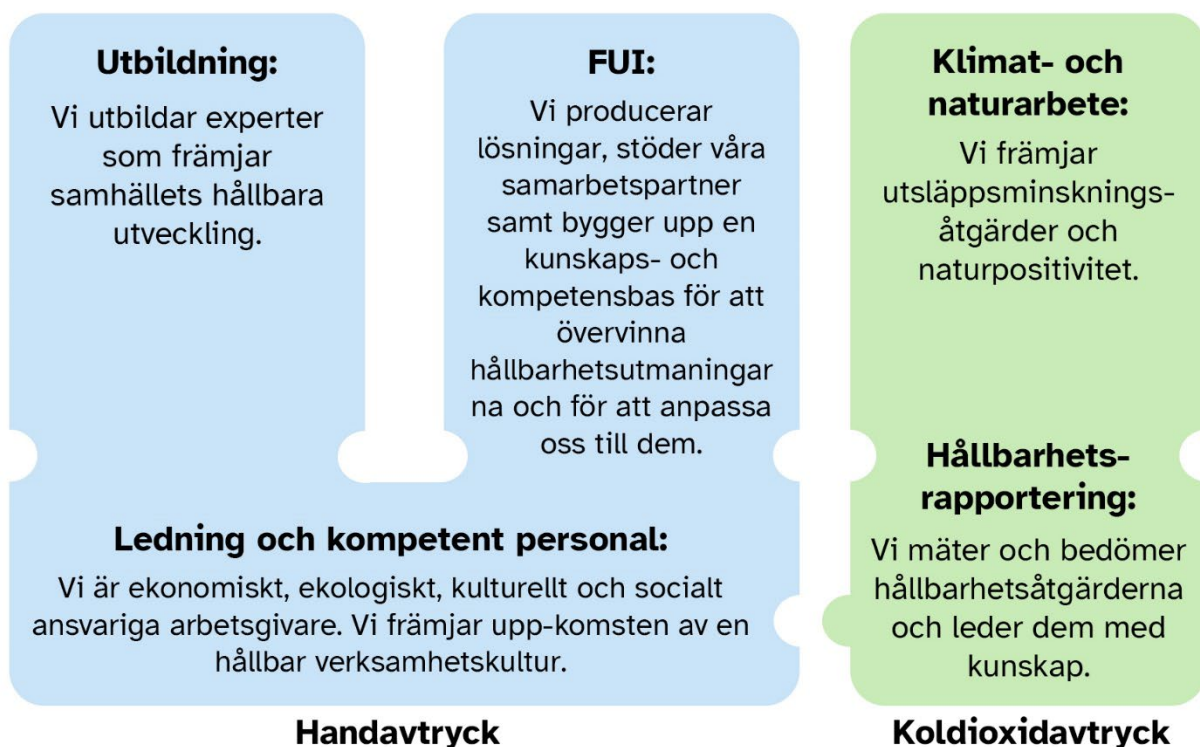 Utbildning:
Vi utbildar experter
som främjar
samhällets hållbara
utveckling.
FUI:
Vi producerar
lösningar, stöder våra
samarbetspartner
samt bygger upp en
kunskaps- och
kompetensbas för att
övervinna
hållbarhetsutmaningar
na och för att anpassa
oss till dem.
Klimat- och
naturarbete:
Vi främjar
utsläppsminsknings-
åtgärder och
naturpositivitet.
Ledning och kompetent personal:
Vi är ekonomiskt, ekologiskt, kulturellt och socialt
ansvariga arbetsgivare. Vi främjar upp-komsten av en
hållbar verksamhetskultur.
Hållbarhets-
rapportering:
Vi mäter och bedömer
hållbarhetsåtgärderna
och leder dem med
kunskap.
Handavtryck
Koldioxidavtryck